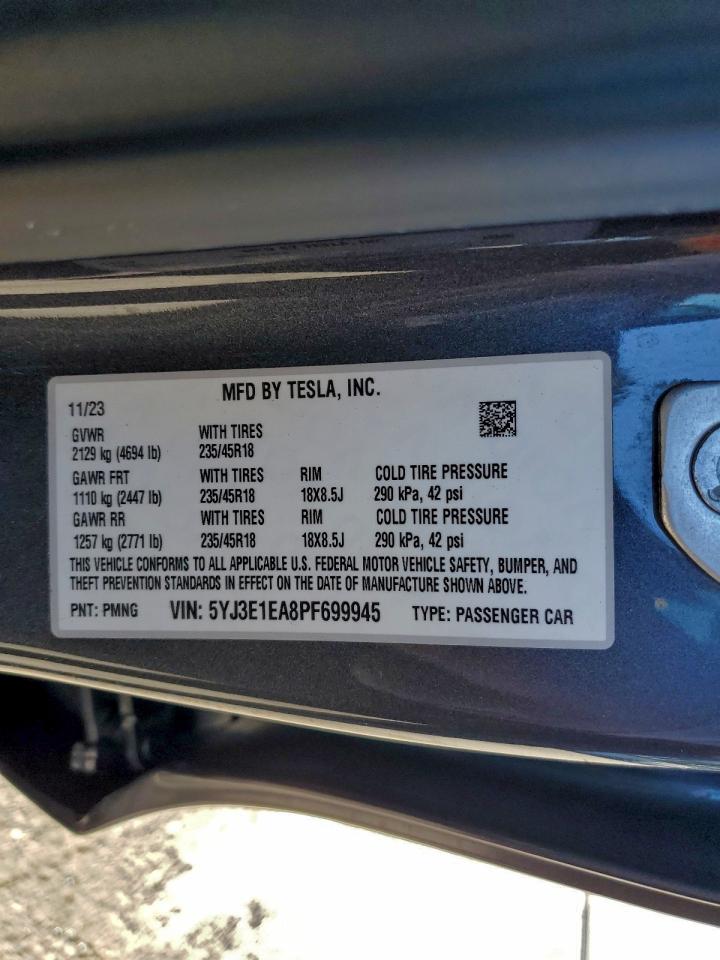 MFD BY TESLA, INC.
11/23
GVWR WITH TIRES
2129 kg (4694 lb) 235/45R18
GAWR FRT WITH TIRES RIM COLD TIRE PRESSURE
1110 kg (2447 lb) 235/45R18 18X8.5J 290 kPa, 42 psi
GAWR RR WITH TIRES RIM COLD TIRE PRESSURE
1257 kg (2771 lb) 235/45R18 18X8.5J 290 kPa, 42 psi
THIS VEHICLE CONFORMS TO ALL APPLICABLE U.S. FEDERAL MOTOR VEHICLE SAFETY, BUMPER, AND
THEFT PREVENTION STANDARDS IN EFFECT ON THE DATE OF MANUFACTURE SHOWN ABOVE.
PNT: PMNG VIN: 5YJ3E1EA8PF699945 TYPE: PASSENGER CAR